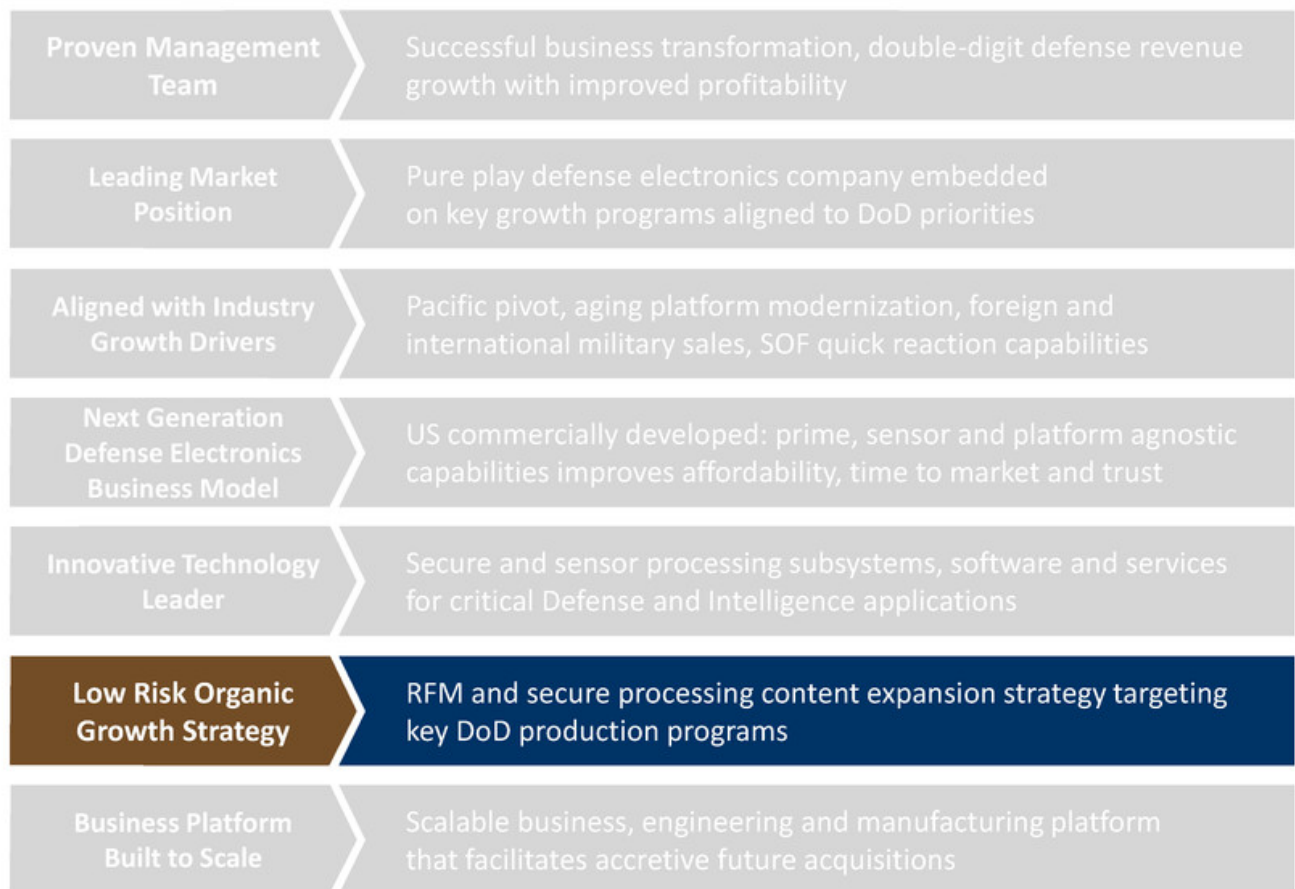 Proven Management
Team
Successful business transformation, double-digit defense revenue
growth with improved profitability
Leading Market
Position
Pure play defense electronics company embedded
on key growth programs aligned to DoD priorities
Aligned with Industry
Growth Drivers
Pacific pivot, aging platform modernization, foreign and
international military sales, SOF quick reaction capabilities
Next Generation
Defense Electronics
Business Model
US commercially developed: prime, sensor and platform agnostic
capabilities improves affordability, time to market and trust
Innovative Technology
Leader
Secure and sensor processing subsystems, software and services
for critical Defense and Intelligence applications
Low Risk Organic
Growth Strategy
RFM and secure processing content expansion strategy targeting
key DoD production programs
Business Platform
Built to Scale
Scalable business, engineering and manufacturing platform
that facilitates accretive future acquisitions